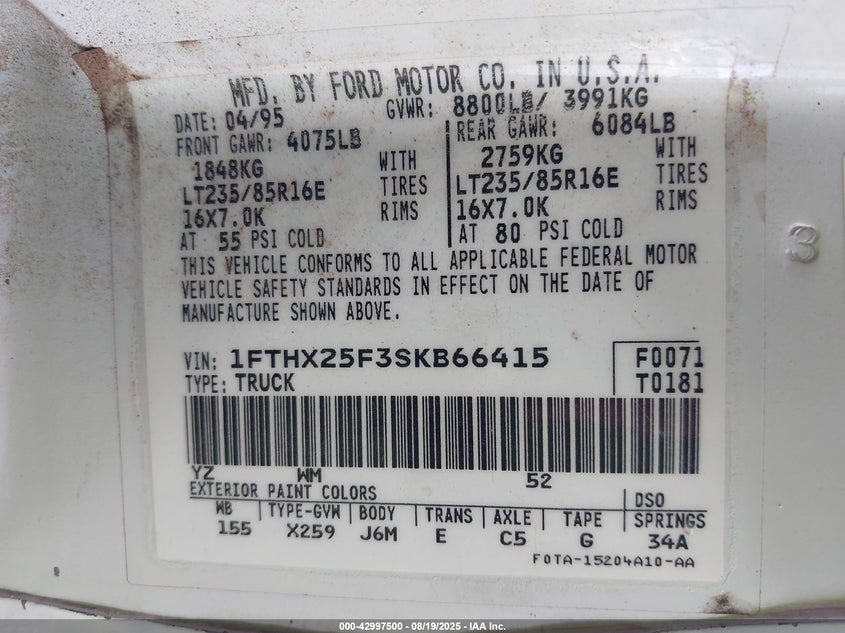 MFD. BY FORD MOTOR CO. IN U.S.A.
DATE: 04/95 GVWR: 8800LB/ 3991KG
FRONT GAWR: 4075LB REAR GAWR: 6084LB
1848KG WITH 2759KG WITH
LT235/85R16E TIRES LT235/85R16E TIRES
16X7.0K RIMS 16X7.0K RIMS
AT 55 PSI COLD AT 80 PSI COLD
THIS VEHICLE CONFORMS TO ALL APPLICABLE FEDERAL MOTOR
VEHICLE SAFETY STANDARDS IN EFFECT ON THE DATE OF
MANUFACTURE SHOWN ABOVE.
VIN: 1FTHX25F3SKB66415 F0071
TYPE: TRUCK T0181
YZ WM 52
EXTERIOR PAINT COLORS DSO
WB TYPE-GVW BODY TRANS AXLE TAPE SPRINGS
155 X259 J6M E C5 G 34A
F0TA-15204A10-AA
3
000-42997500 - 08/19/2025 - IAA Inc.